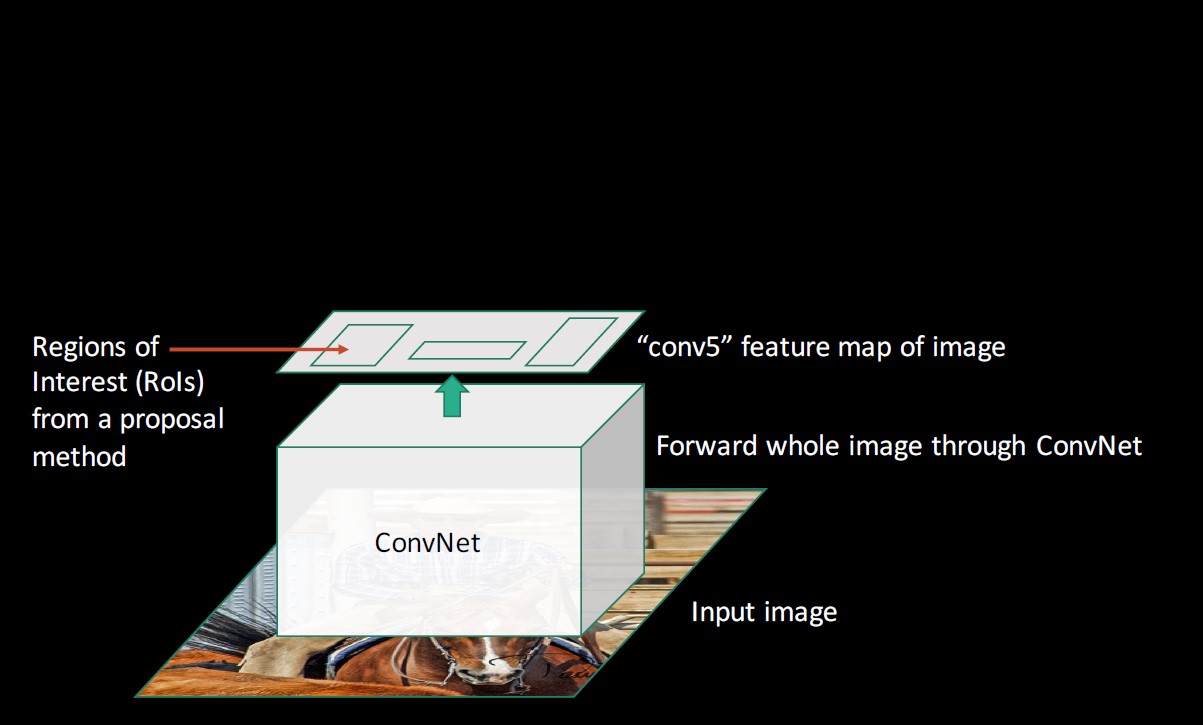 Regions of
Interest (RoIs)
from a proposal
method
“conv5” feature map of image
Forward whole image through ConvNet
ConvNet
Input image